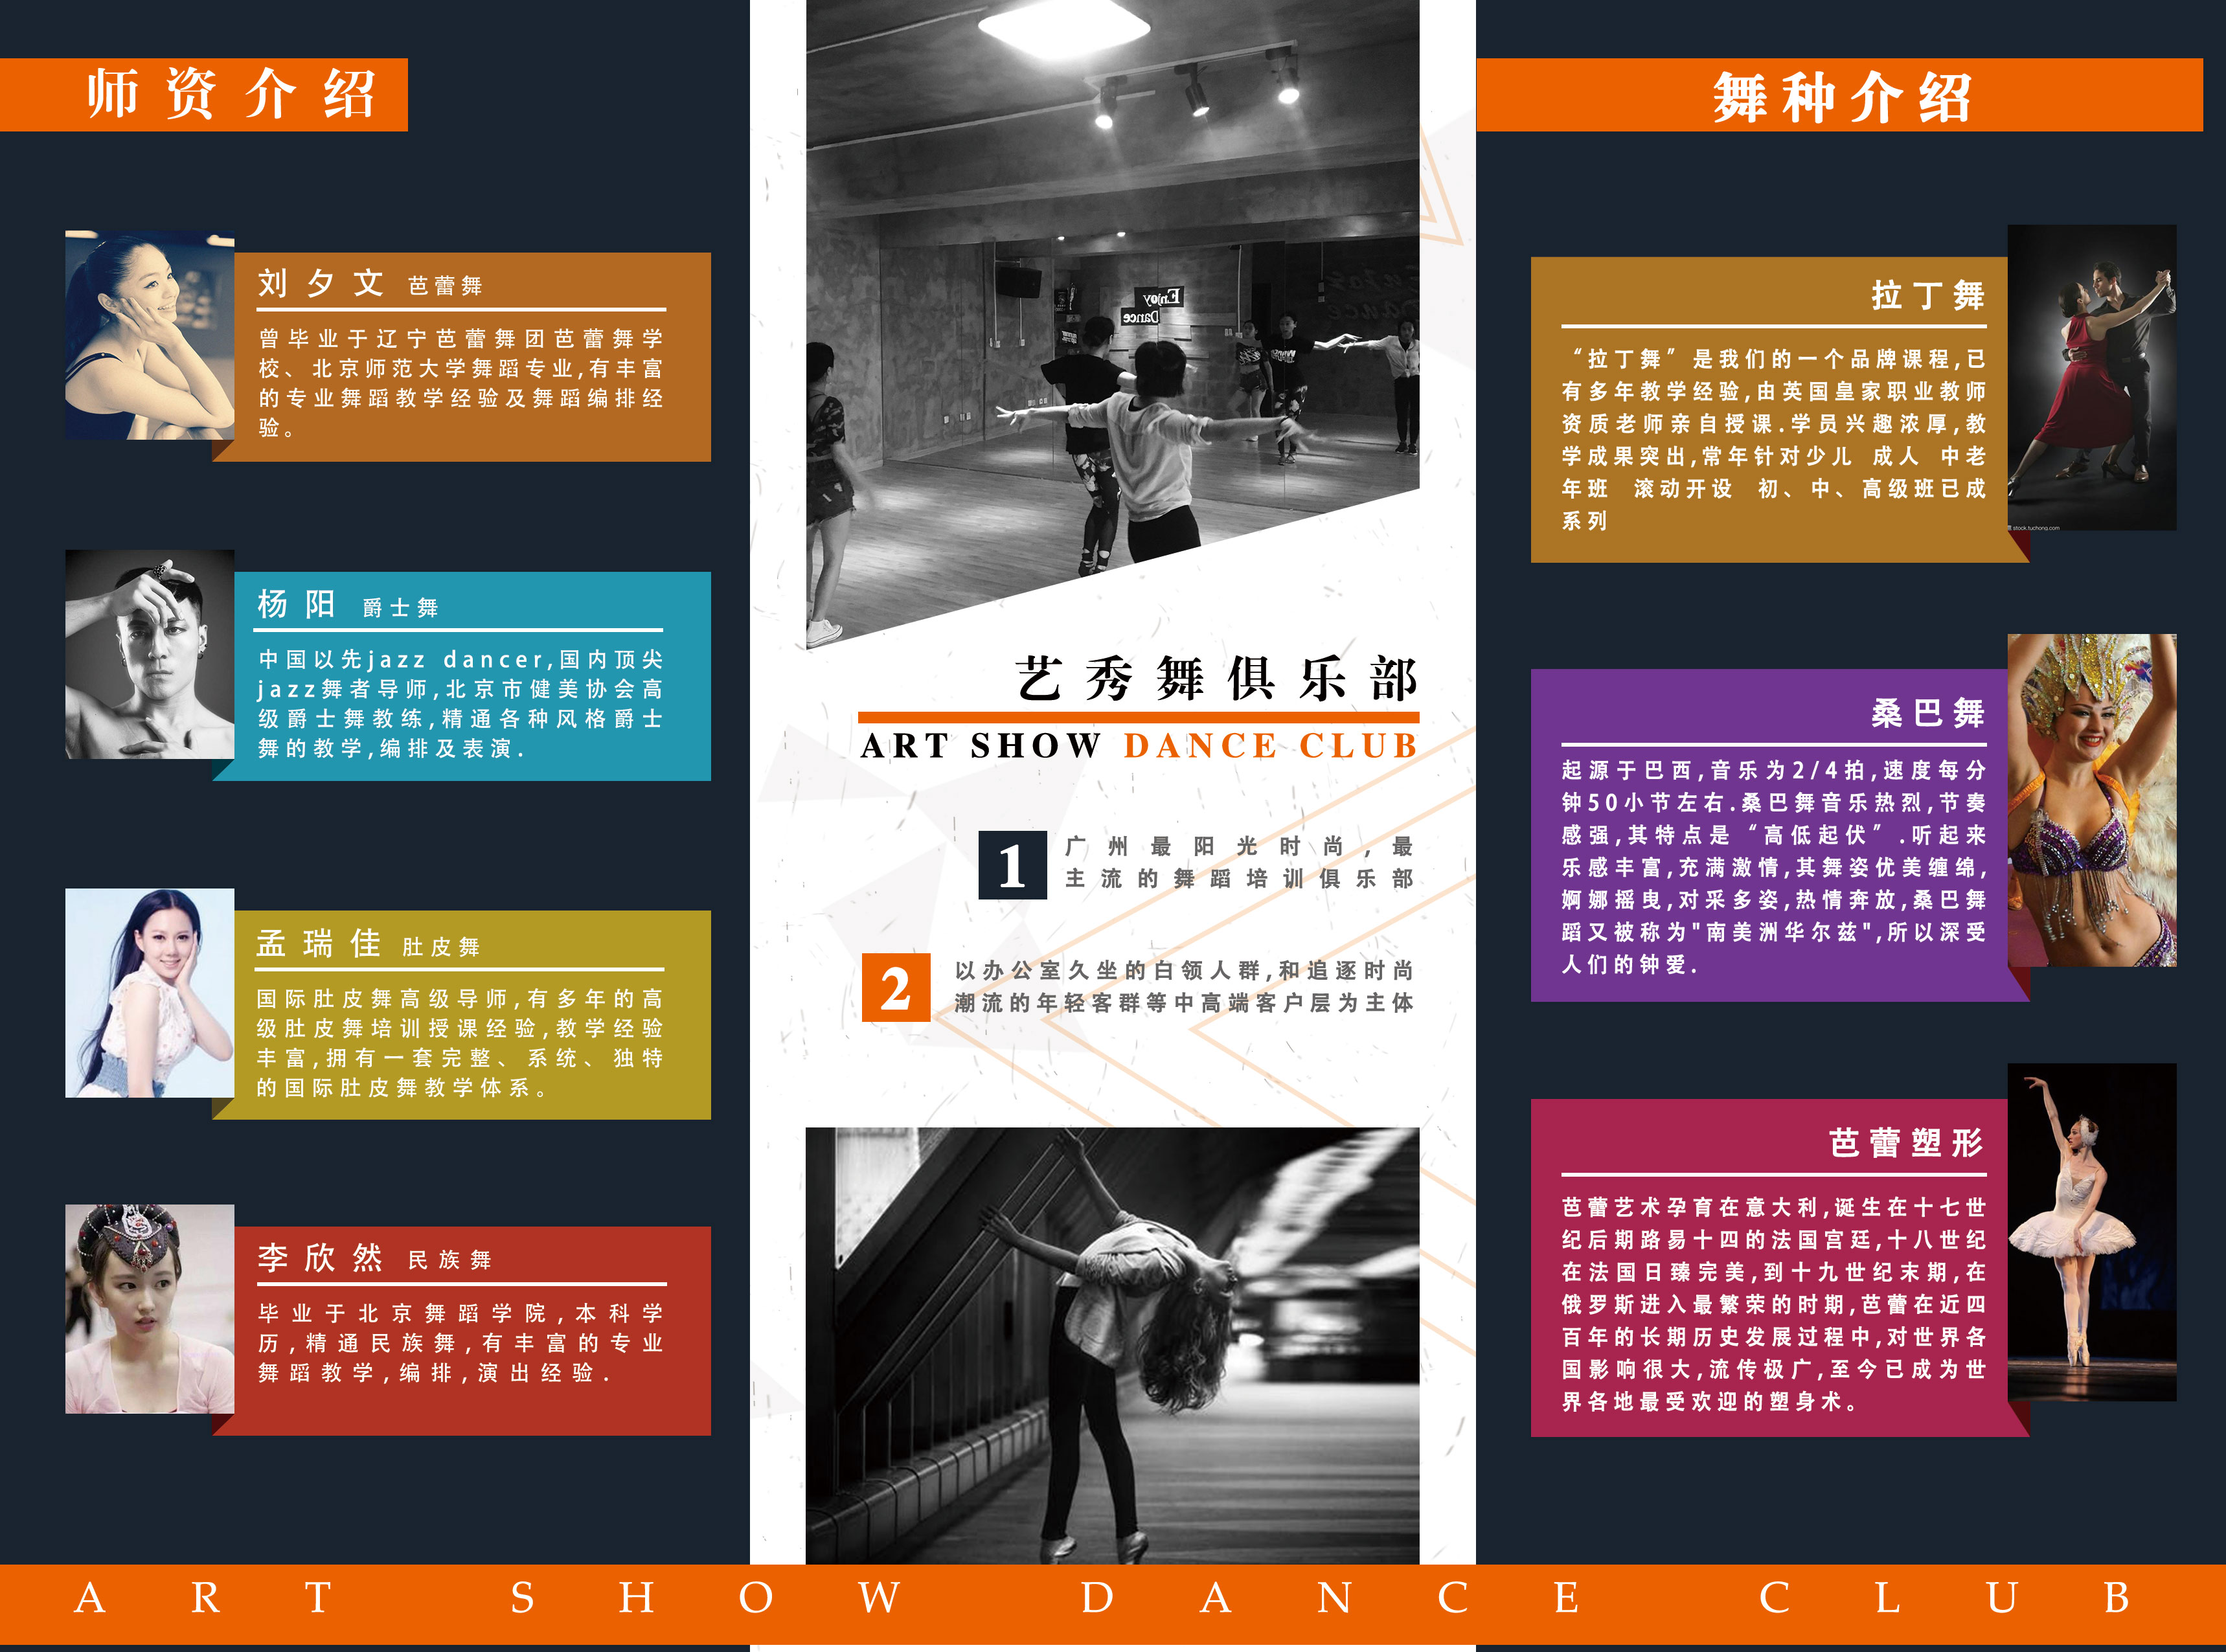 师资介绍
刘夕文 芭蕾舞
曾毕业于辽宁芭蕾舞团芭蕾舞学
校、北京师范大学舞蹈专业,有丰富
的专业舞蹈教学经验及舞蹈编排经
验。
杨阳 爵士舞
中国以先jazz dancer,国内顶尖
jazz舞者导师,北京市健美协会高
级爵士舞教练,精通各种风格爵士
舞的教学,编排及表演.
孟瑞佳 肚皮舞
国际肚皮舞高级导师,有多年的高
级肚皮舞培训授课经验,教学经验
丰富,拥有一套完整、系统、独特
的国际肚皮舞教学体系。
李欣然 民族舞
毕业于北京舞蹈学院,本科学
历,精通民族舞,有丰富的专业
舞蹈教学,编排,演出经验.
Enjoy
Dance
艺秀舞俱乐部
ART SHOW DANCE CLUB
1
广州最阳光时尚,最
主流的舞蹈培训俱乐部
2
以办公室久坐的白领人群,和追逐时尚
潮流的年轻客群等中高端客户层为主体
舞种介绍
拉丁舞
“拉丁舞”是我们的一个品牌课程,已
有多年教学经验,由英国皇家职业教师
资质老师亲自授课.学员兴趣浓厚,教
学成果突出,常年针对少儿 成人 中老
年班 滚动开设 初、中、高级班已成
系列
stock.tuchong.com
桑巴舞
起源于巴西,音乐为2/4拍,速度每分
钟50小节左右.桑巴舞音乐热烈,节奏
感强,其特点是“高低起伏”.听起来
乐感丰富,充满激情,其舞姿优美缠绵,
婀娜摇曳,对采多姿,热情奔放,桑巴舞
蹈又被称为"南美洲华尔兹",所以深受
人们的钟爱.
芭蕾塑形
芭蕾艺术孕育在意大利,诞生在十七世
纪后期路易十四的法国宫廷,十八世纪
在法国日臻完美,到十九世纪末期,在
俄罗斯进入最繁荣的时期,芭蕾在近四
百年的长期历史发展过程中,对世界各
国影响很大,流传极广,至今已成为世
界各地最受欢迎的塑身术。
ART SHOW DANCE CLUB